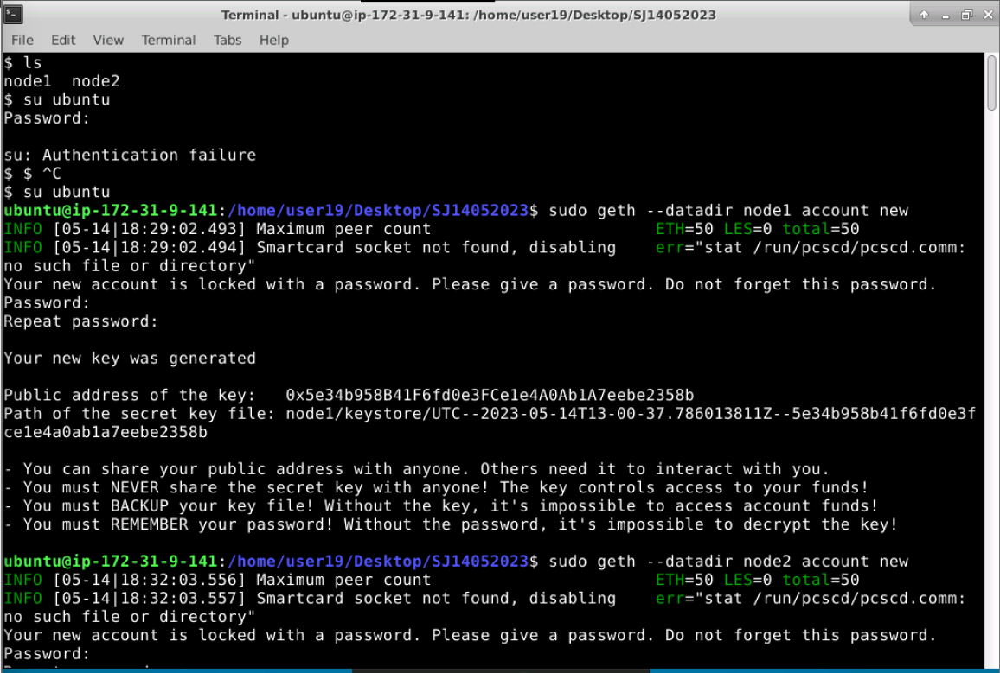 Terminal - ubuntu@ip-172-31-9-141: /home/user19/Desktop/SJ14052023
File Edit View Terminal Tabs Help
$ ls
node1  node2
$ su ubuntu
Password:
su: Authentication failure
$ $ ^C
$ su ubuntu
ubuntu@ip-172-31-9-141:/home/user19/Desktop/SJ14052023$ sudo geth --datadir node1 account new
INFO [05-14|18:29:02.493] Maximum peer count                       ETH=50 LES=0 total=50
INFO [05-14|18:29:02.494] Smartcard socket not found, disabling    err="stat /run/pcscd/pcscd.comm:
no such file or directory"
Your new account is locked with a password. Please give a password. Do not forget this password.
Password:
Repeat password:
Your new key was generated
Public address of the key:   0x5e34b958B41F6fd0e3FCe1e4A0Ab1A7eebe2358b
Path of the secret key file: node1/keystore/UTC--2023-05-14T13-00-37.786013811Z--5e34b958b41f6fd0e3f
ce1e4a0ab1a7eebe2358b
- You can share your public address with anyone. Others need it to interact with you.
- You must NEVER share the secret key with anyone! The key controls access to your funds!
- You must BACKUP your key file! Without the key, it's impossible to access account funds!
- You must REMEMBER your password! Without the password, it's impossible to decrypt the key!
ubuntu@ip-172-31-9-141:/home/user19/Desktop/SJ14052023$ sudo geth --datadir node2 account new
INFO [05-14|18:32:03.556] Maximum peer count                       ETH=50 LES=0 total=50
INFO [05-14|18:32:03.557] Smartcard socket not found, disabling    err="stat /run/pcscd/pcscd.comm:
no such file or directory"
Your new account is locked with a password. Please give a password. Do not forget this password.
Password: